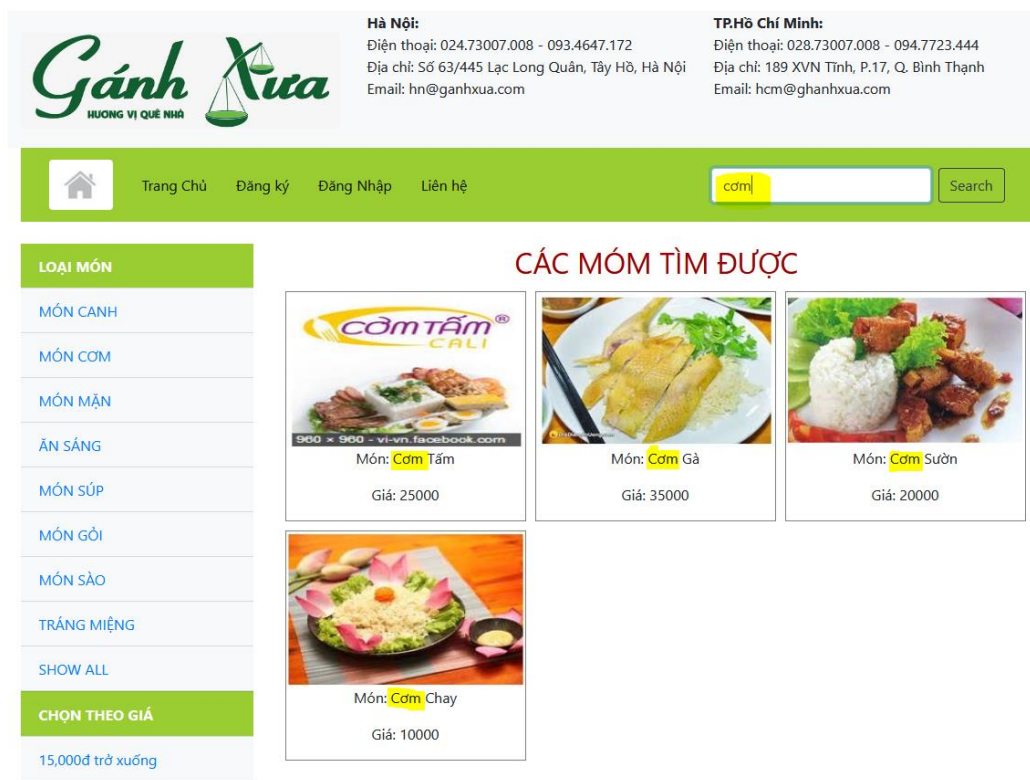 Gánh Xưa
HƯƠNG VỊ QUÊ NHÀ
Hà Nội:
Điện thoại: 024.73007.008 - 093.4647.172
Địa chỉ: Số 63/445 Lạc Long Quân, Tây Hồ, Hà Nội
Email: hn@ganhxua.com
TP.Hồ Chí Minh:
Điện thoại: 028.73007.008 - 094.7723.444
Địa chỉ: 189 XVN Tĩnh, P.17, Q. Bình Thạnh
Email: hcm@ghanhxua.com
Trang Chủ
Đăng ký
Đăng Nhập
Liên hệ
cơm
Search
LOẠI MÓN
MÓN CANH
MÓN CƠM
MÓN MẶN
ĂN SÁNG
MÓN SÚP
MÓN GỎI
MÓN SÀO
TRÁNG MIỆNG
SHOW ALL
CHỌN THEO GIÁ
15,000đ trở xuống
CÁC MÓM TÌM ĐƯỢC
CƠM TẤM ®
CALI
960 × 960 - vi-vn.facebook.com
Món: Cơm Tấm
Giá: 25000
Món: Cơm Gà
Giá: 35000
Món: Cơm Sườn
Giá: 20000
Món: Cơm Chay
Giá: 10000